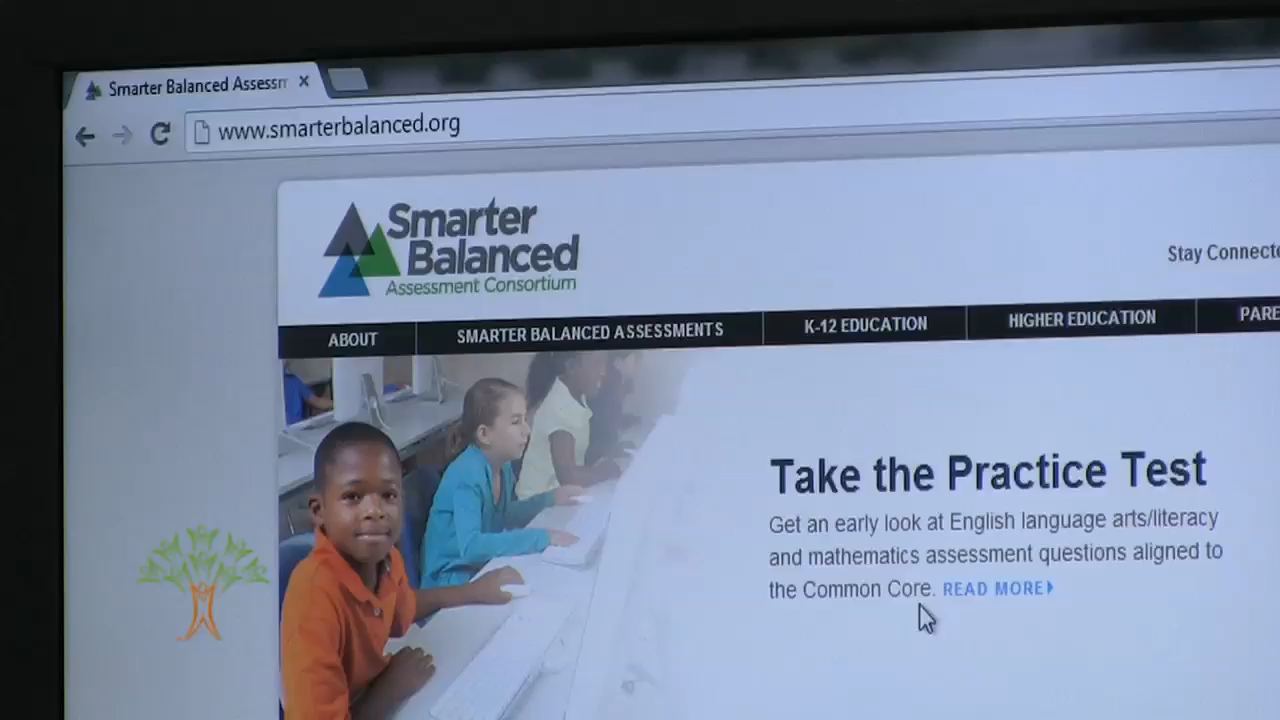 Smarter Balanced Assessm
www.smarterbalanced.org
Smarter
Balanced
Assessment Consortium
Stay Connecte
ABOUT SMARTER BALANCED ASSESSMENTS K-12 EDUCATION HIGHER EDUCATION PARE
Take the Practice Test
Get an early look at English language arts/literacy
and mathematics assessment questions aligned to
the Common Core. READ MORE